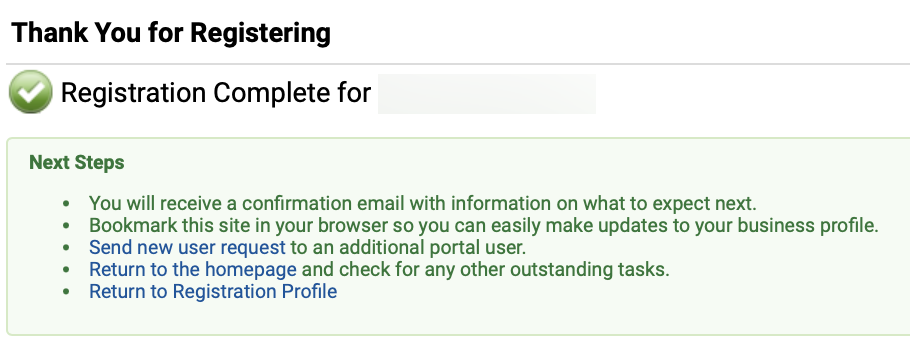 Thank You for Registering
Registration Complete for
Next Steps
• You will receive a confirmation email with information on what to expect next.
• Bookmark this site in your browser so you can easily make updates to your business profile.
• Send new user request to an additional portal user.
• Return to the homepage and check for any other outstanding tasks.
• Return to Registration Profile